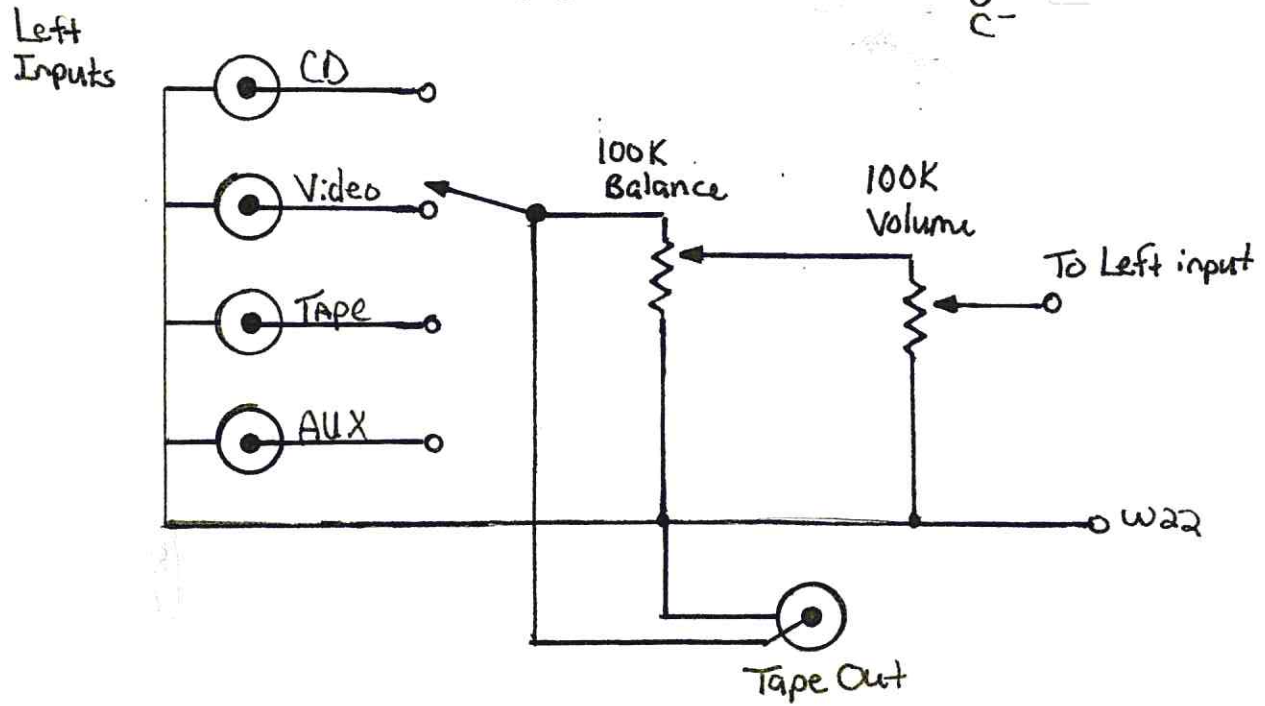 C-
Left
Inputs
CD
Video
Tape
AUX
100K
Balance
100K
Volume
To Left input
W22
Tape Out